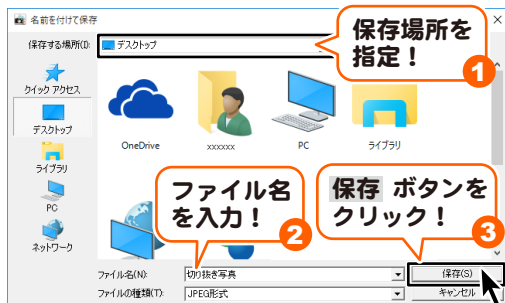 名前を付けて保存
保存する場所(I):
デスクトップ
保存場所を
指定！
1
クイック アクセス
デスクトップ
ライブラリ
PC
ネットワーク
OneDrive
xxxxxx
PC
ライブラリ
ファイル名
を入力！
2
保存 ボタンを
クリック！
3
ファイル名(N):
切り抜き写真
保存(S)
ファイルの種類(T):
JPEG形式
キャンセル